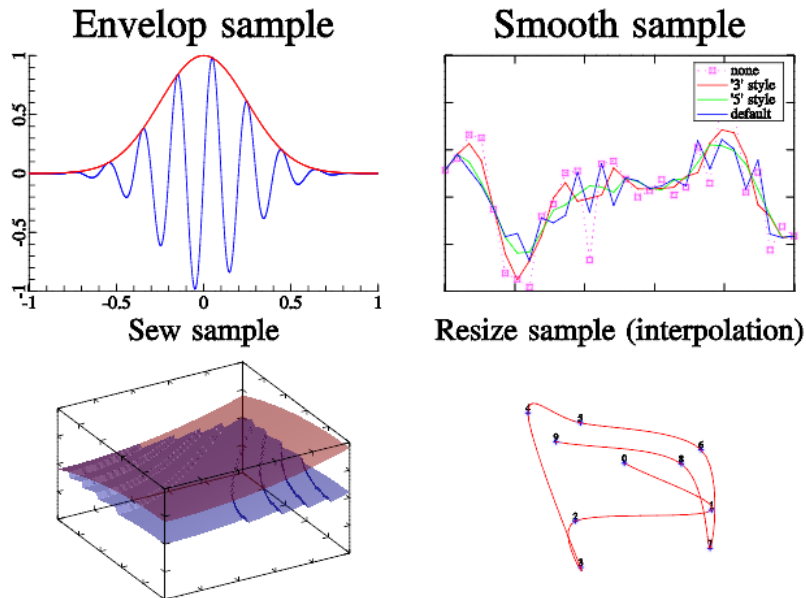 Envelop sample
1
0.5
0
-0.5
-1
-1 -0.5 0 0.5 1
Smooth sample
none
'3' style
'5' style
default
Sew sample
Resize sample (interpolation)
4
5
9
6
0
8
1
2
7
3